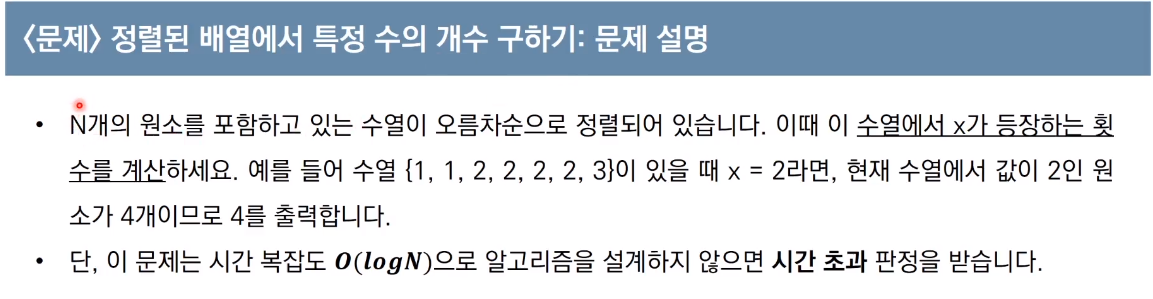 <문제> 정렬된 배열에서 특정 수의 개수 구하기: 문제 설명
• N개의 원소를 포함하고 있는 수열이 오름차순으로 정렬되어 있습니다. 이때 이 수열에서 x가 등장하는 횟
수를 계산하세요. 예를 들어 수열 {1, 1, 2, 2, 2, 2, 3}이 있을 때 x = 2라면, 현재 수열에서 값이 2인 원
소가 4개이므로 4를 출력합니다.
• 단, 이 문제는 시간 복잡도 O(logN)으로 알고리즘을 설계하지 않으면 시간 초과 판정을 받습니다.